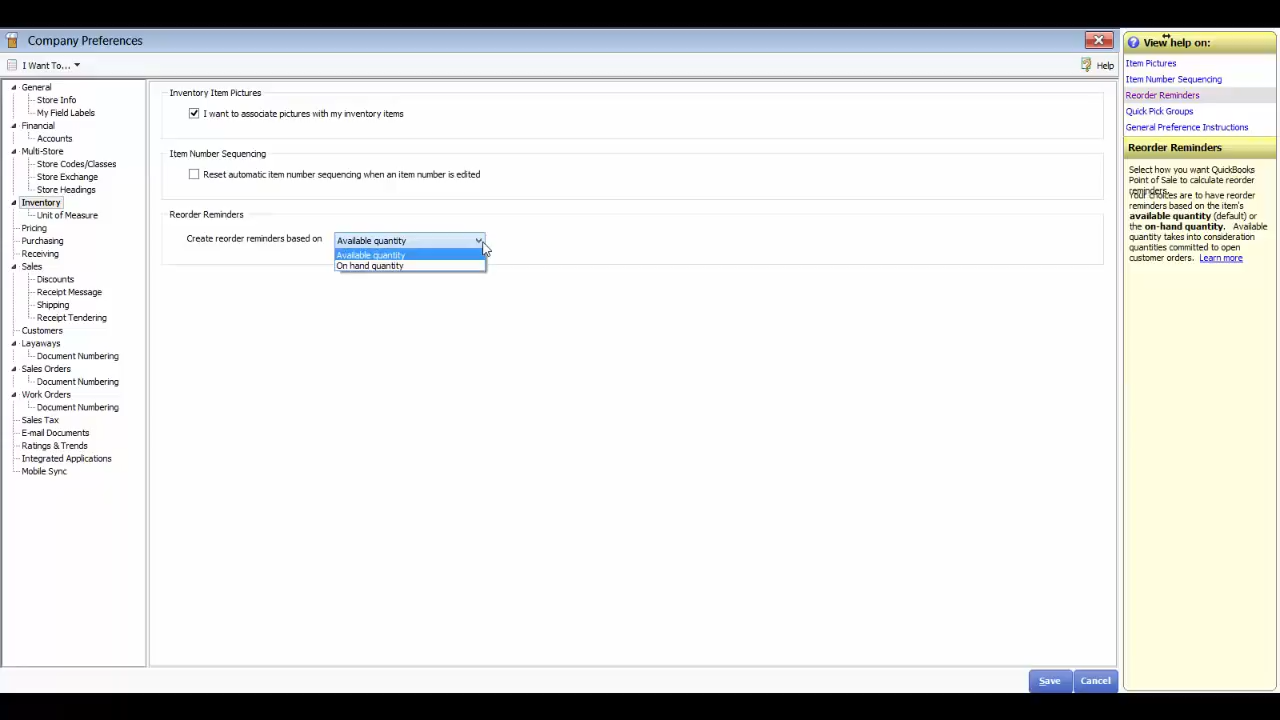 Company Preferences
I Want To...
Help
General
Store Info
My Field Labels
Financial
Accounts
Multi-Store
Store Codes/Classes
Store Exchange
Store Headings
Inventory
Unit of Measure
Pricing
Purchasing
Receiving
Sales
Discounts
Receipt Message
Shipping
Receipt Tendering
Customers
Layaways
Document Numbering
Sales Orders
Document Numbering
Work Orders
Document Numbering
Sales Tax
E-mail Documents
Ratings & Trends
Integrated Applications
Mobile Sync
Inventory Item Pictures
I want to associate pictures with my inventory items
Item Number Sequencing
Reset automatic item number sequencing when an item number is edited
Reorder Reminders
Create reorder reminders based on
Available quantity
Available quantity
On hand quantity
Save
Cancel
View help on:
Item Pictures
Item Number Sequencing
Reorder Reminders
Quick Pick Groups
General Preference Instructions
Reorder Reminders
Select how you want QuickBooks
Point of Sale to calculate reorder
reminders.
Your choices are to have reorder
reminders based on the item's
available quantity (default) or
the on-hand quantity. Available
quantity takes into consideration
quantities committed to open
customer orders. Learn more